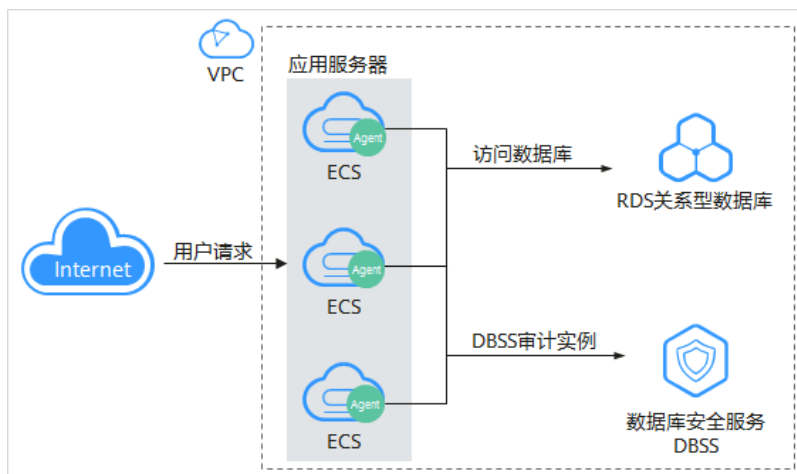 VPC
应用服务器
Agent
ECS
访问数据库
RDS关系型数据库
Internet
用户请求
Agent
ECS
DBSS审计实例
Agent
ECS
数据库安全服务
DBSS